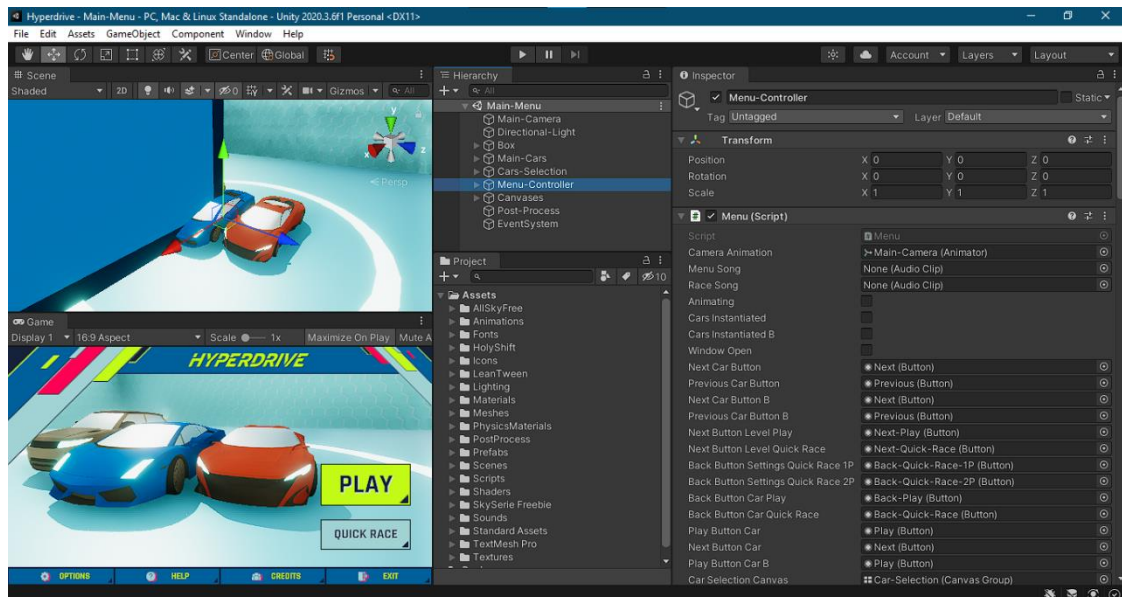 Hyperdrive - Main-Menu - PC, Mac & Linux Standalone - Unity 2020.3.6f1 Personal <DX11>
File Edit Assets GameObject Component Window Help
Center Global
Account Layers Layout
Scene
Shaded 2D 0 Gizmos All
y
x
z
Persp
Game
Display 1 16:9 Aspect Scale 1x Maximize On Play Mute A
HYPERDRIVE
PLAY
QUICK RACE
OPTIONS HELP CREDITS EXIT
Hierarchy
All
Main-Menu
Main-Camera
Directional-Light
Box
Main-Cars
Cars-Selection
Menu-Controller
Canvases
Post-Process
EventSystem
Project
10
Assets
AllSkyFree
Animations
Fonts
HolyShift
Icons
LeanTween
Lighting
Materials
Meshes
PhysicsMaterials
PostProcess
Prefabs
Scenes
Scripts
Shaders
SkySerie Freebie
Sounds
Standard Assets
TextMesh Pro
Textures
Inspector
Menu-Controller Static
Tag Untagged Layer Default
Transform
Position X 0 Y 0 Z 0
Rotation X 0 Y 0 Z 0
Scale X 1 Y 1 Z 1
# Menu (Script)
Script Menu
Camera Animation Main-Camera (Animator)
Menu Song None (Audio Clip)
Race Song None (Audio Clip)
Animating
Cars Instantiated
Cars Instantiated B
Window Open
Next Car Button Next (Button)
Previous Car Button Previous (Button)
Next Car Button B Next (Button)
Previous Car Button B Previous (Button)
Next Button Level Play Next-Play (Button)
Next Button Level Quick Race Next-Quick-Race (Button)
Back Button Settings Quick Race 1P Back-Quick-Race-1P (Button)
Back Button Settings Quick Race 2P Back-Quick-Race-2P (Button)
Back Button Car Play Back-Play (Button)
Back Button Car Quick Race Back-Quick-Race (Button)
Play Button Car Play (Button)
Next Button Car Next (Button)
Play Button Car B Play (Button)
Car Selection Canvas Car-Selection (Canvas Group)